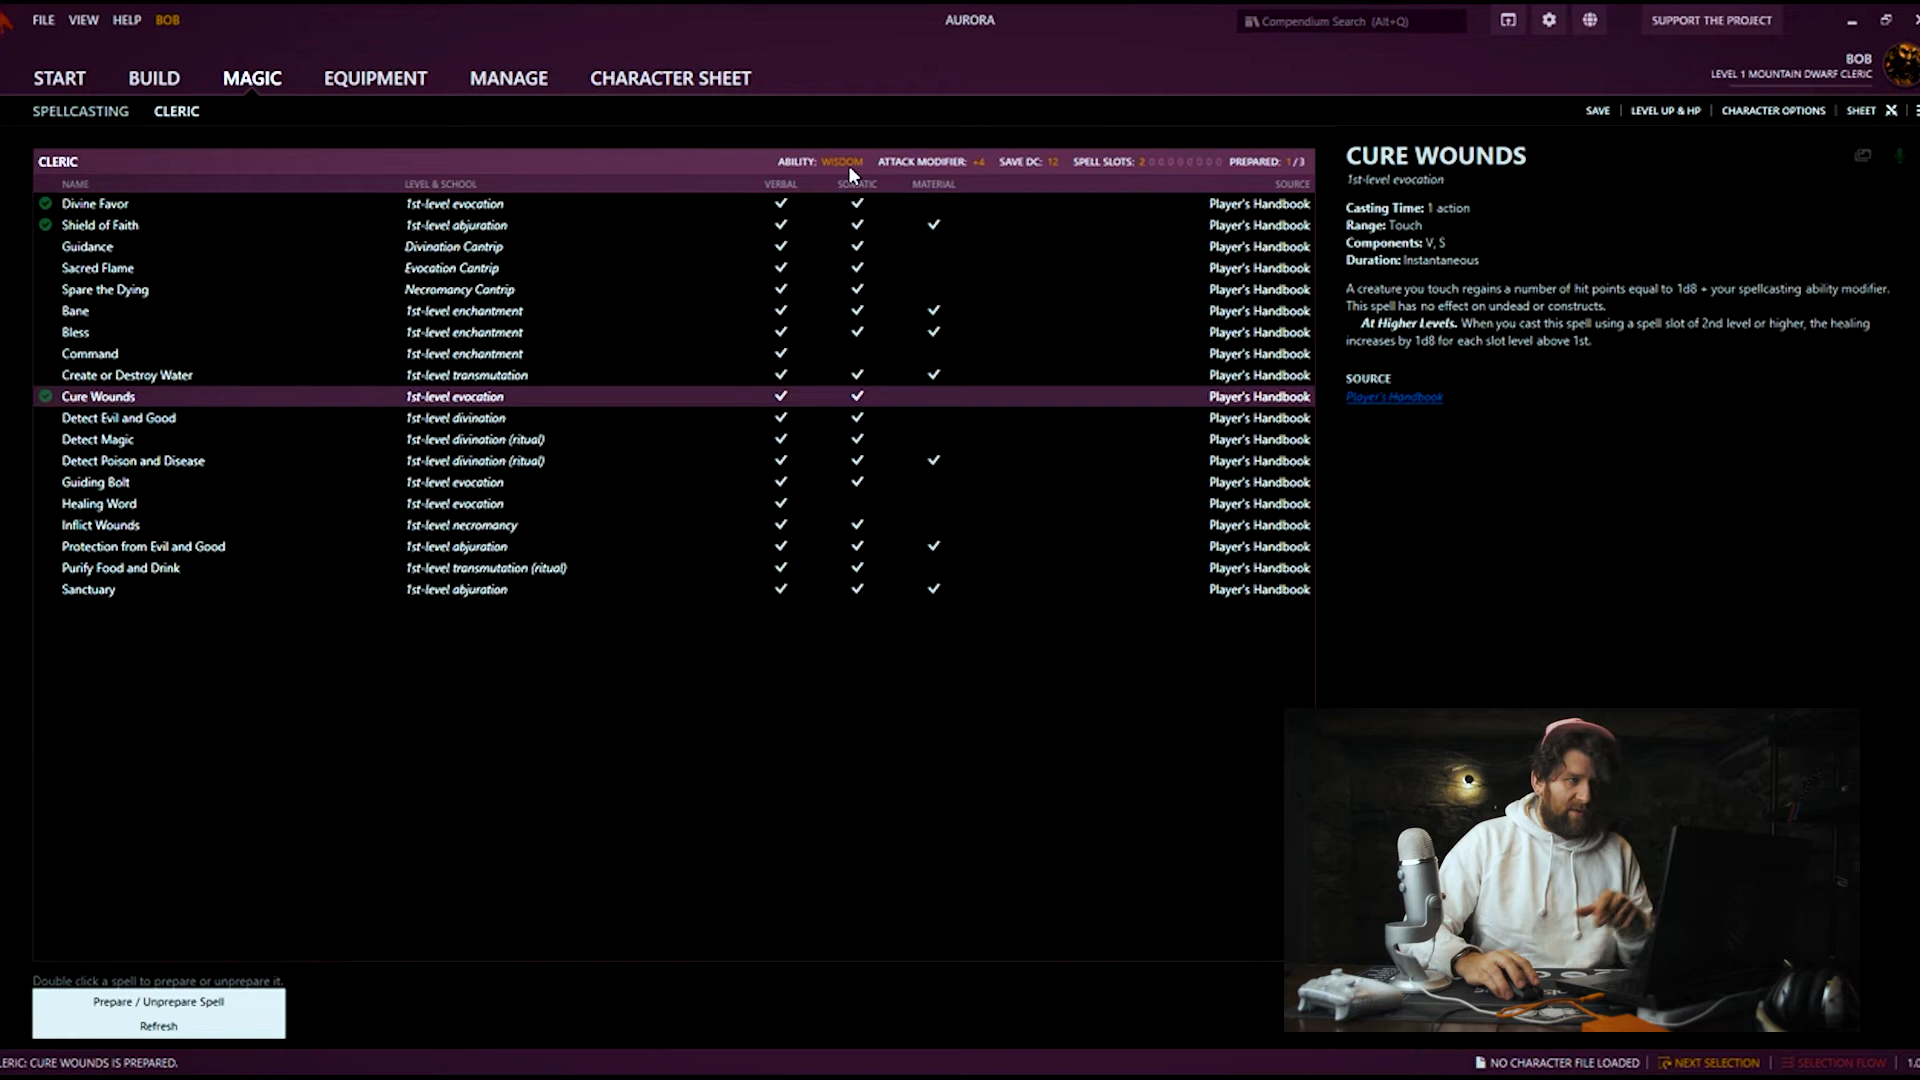 FILE VIEW HELP BOB
AURORA
Compendium Search (Alt+Q)
SUPPORT THE PROJECT
START BUILD MAGIC EQUIPMENT MANAGE CHARACTER SHEET
BOB
LEVEL 1 MOUNTAIN DWARF CLERIC
SPELLCASTING CLERIC
SAVE | LEVEL UP & HP | CHARACTER OPTIONS | SHEET
CLERIC ABILITY: WISDOM ATTACK MODIFIER: +4 SAVE DC: 12 SPELL SLOTS: 2 0 0 0 0 0 0 0 0 PREPARED: 1 / 3
NAME LEVEL & SCHOOL VERBAL SOMATIC MATERIAL SOURCE
Divine Favor 1st-level evocation Player's Handbook
Shield of Faith 1st-level abjuration Player's Handbook
Guidance Divination Cantrip Player's Handbook
Sacred Flame Evocation Cantrip Player's Handbook
Spare the Dying Necromancy Cantrip Player's Handbook
Bane 1st-level enchantment Player's Handbook
Bless 1st-level enchantment Player's Handbook
Command 1st-level enchantment Player's Handbook
Create or Destroy Water 1st-level transmutation Player's Handbook
Cure Wounds 1st-level evocation Player's Handbook
Detect Evil and Good 1st-level divination Player's Handbook
Detect Magic 1st-level divination (ritual) Player's Handbook
Detect Poison and Disease 1st-level divination (ritual) Player's Handbook
Guiding Bolt 1st-level evocation Player's Handbook
Healing Word 1st-level evocation Player's Handbook
Inflict Wounds 1st-level necromancy Player's Handbook
Protection from Evil and Good 1st-level abjuration Player's Handbook
Purify Food and Drink 1st-level transmutation (ritual) Player's Handbook
Sanctuary 1st-level abjuration Player's Handbook
CURE WOUNDS
1st-level evocation
Casting Time: 1 action
Range: Touch
Components: V, S
Duration: Instantaneous
A creature you touch regains a number of hit points equal to 1d8 + your spellcasting ability modifier.
This spell has no effect on undead or constructs.
At Higher Levels. When you cast this spell using a spell slot of 2nd level or higher, the healing
increases by 1d8 for each slot level above 1st.
SOURCE
Player's Handbook
Double click a spell to prepare or unprepare it.
Prepare / Unprepare Spell
Refresh
LERIC: CURE WOUNDS IS PREPARED.
NO CHARACTER FILE LOADED | NEXT SELECTION | SELECTION FLOW | 1.0